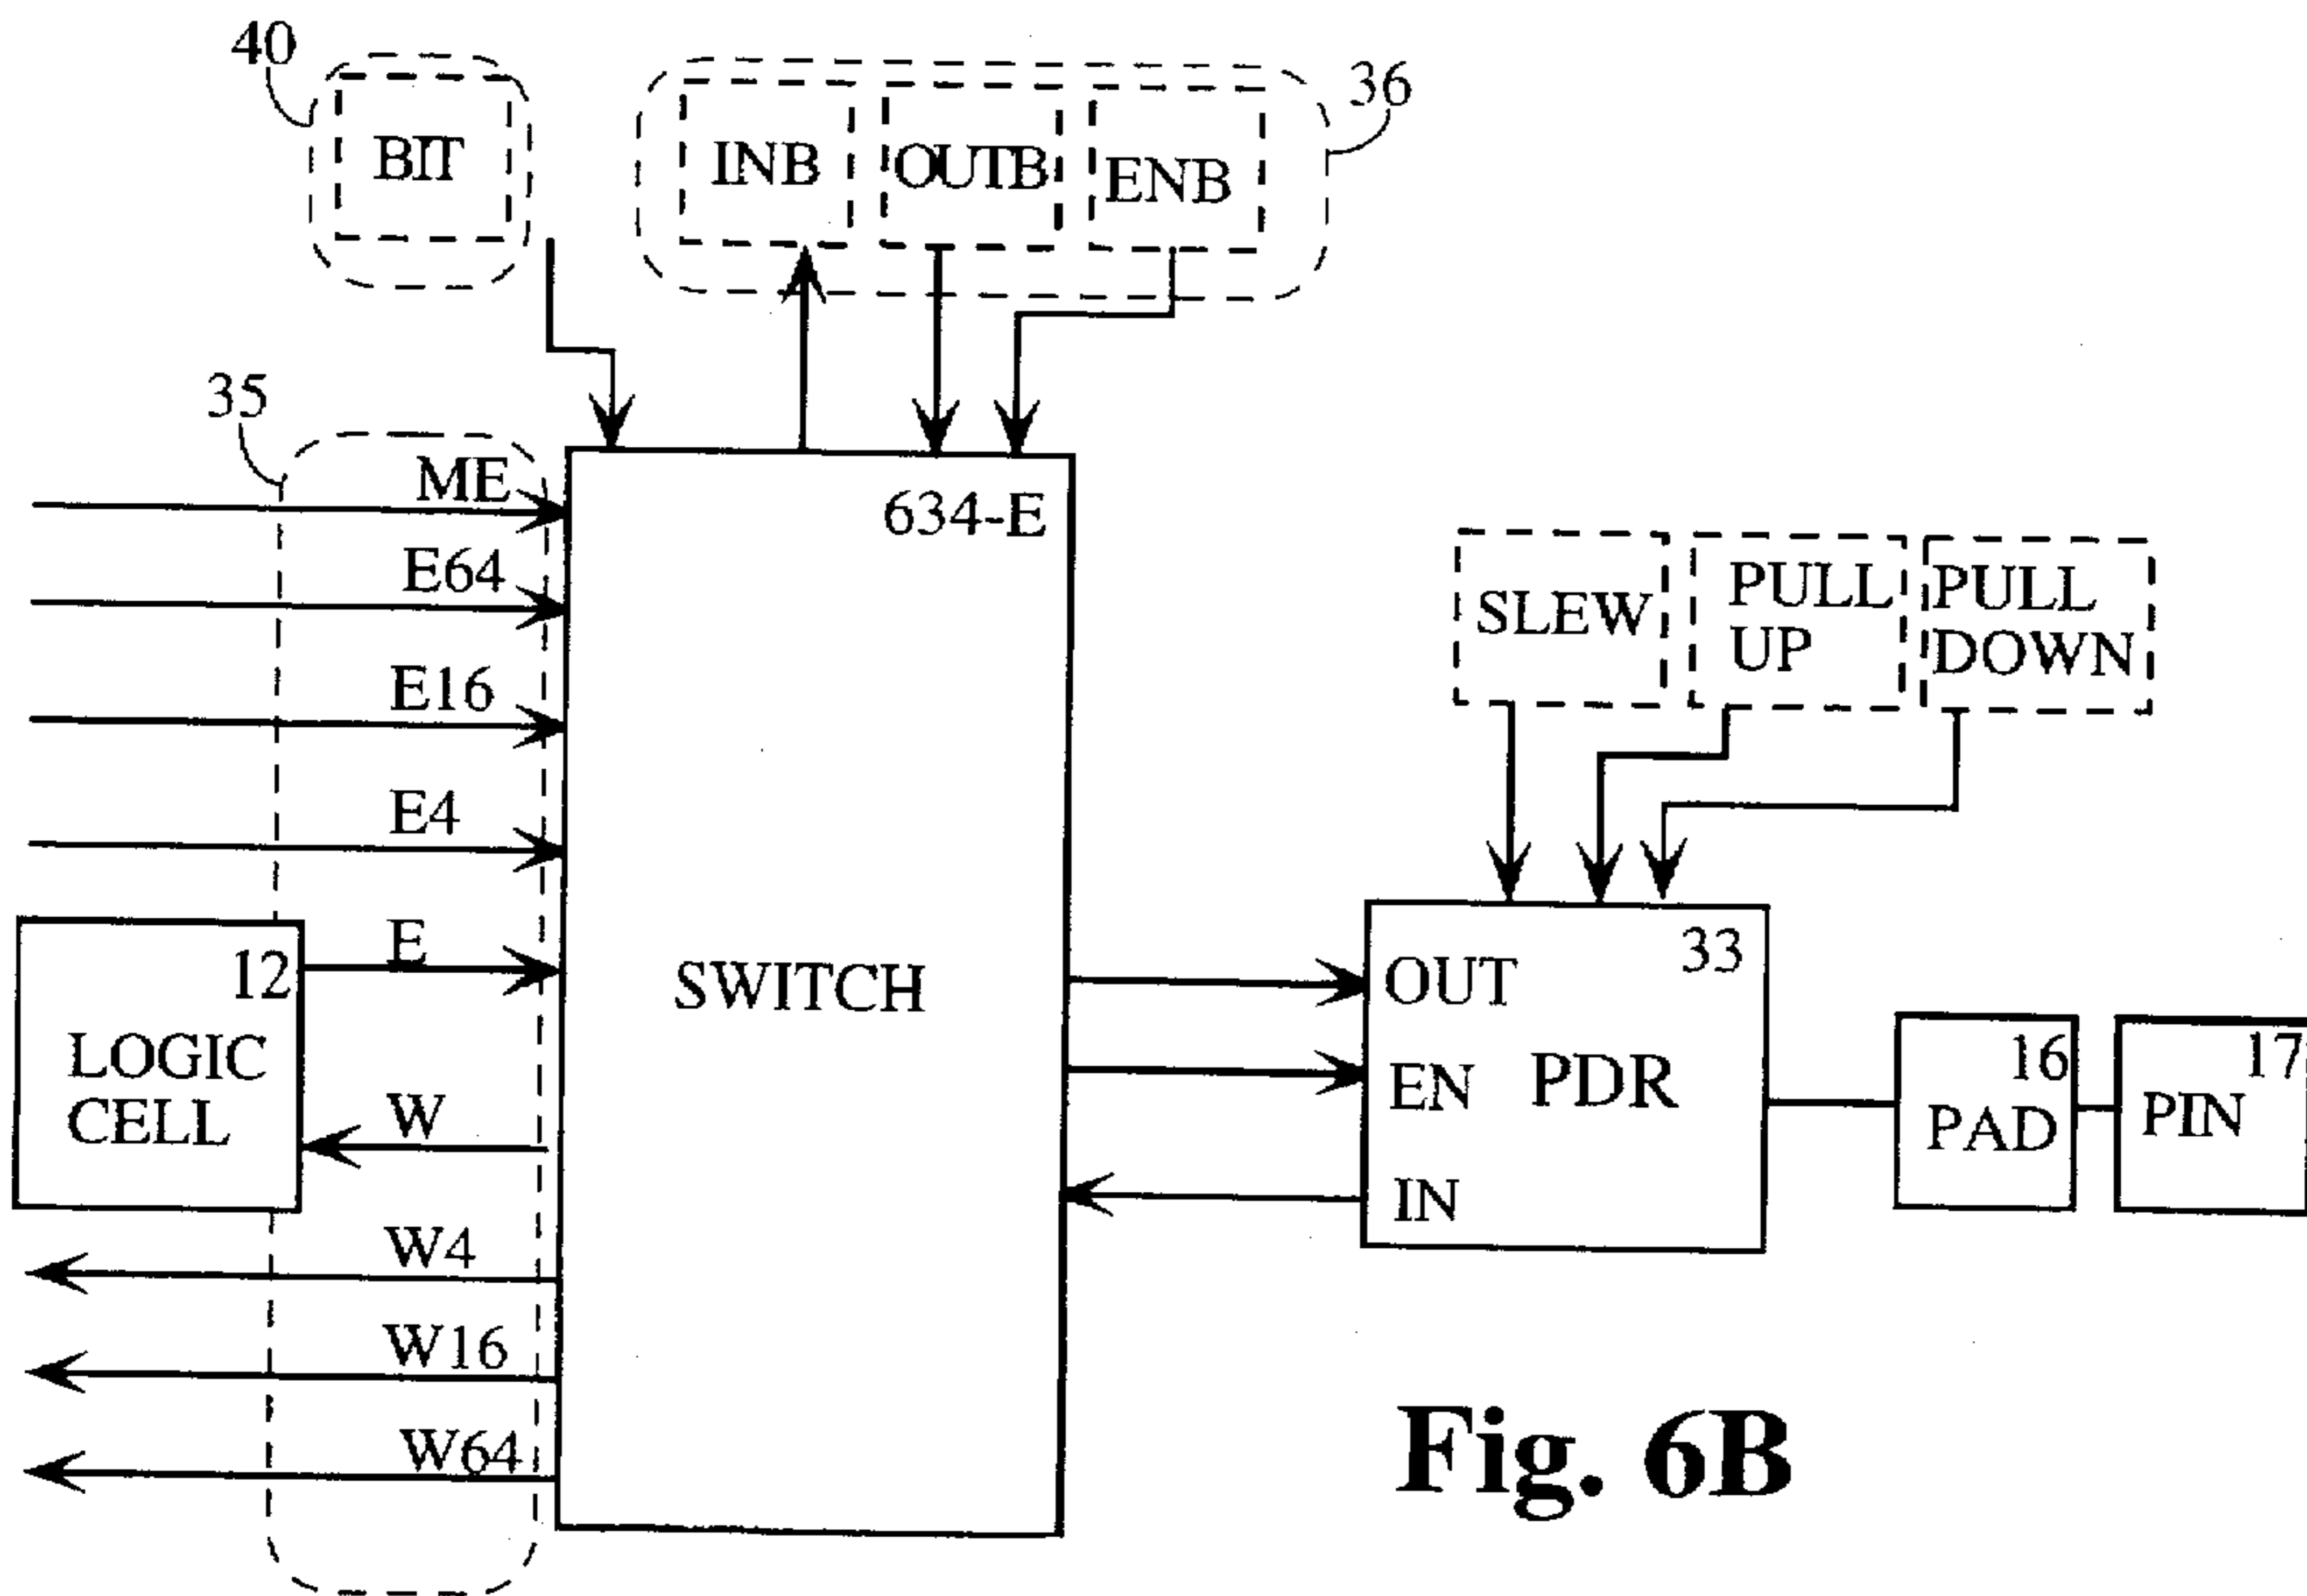 40
BIT
INB
OUTB
ENB
36
35
ME
634-E
E64
E16
E4
E
SLEW
PULL
UP
PULL
DOWN
12
LOGIC
CELL
SWITCH
W
W4
W16
W64
OUT
33
EN
PDR
IN
16
PAD
17
PIN
Fig. 6B